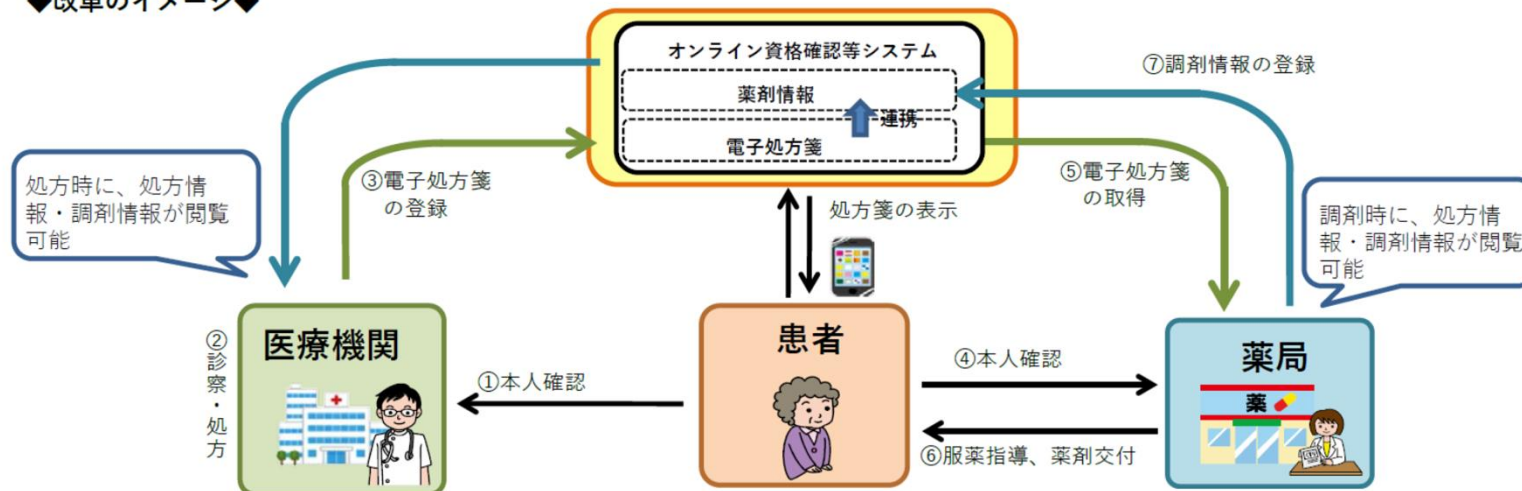 ◆改革のイメージ◆
オンライン資格確認等システム
薬剤情報
連携
電子処方箋
⑦調剤情報の登録
処方時に、処方情
報・調剤情報が閲覧
可能
③電子処方箋
の登録
処方箋の表示
⑤電子処方箋
の取得
調剤時に、処方情
報・調剤情報が閲覧
可能
②診察・処方
医療機関
①本人確認
患者
④本人確認
⑥服薬指導、薬剤交付
薬局
薬